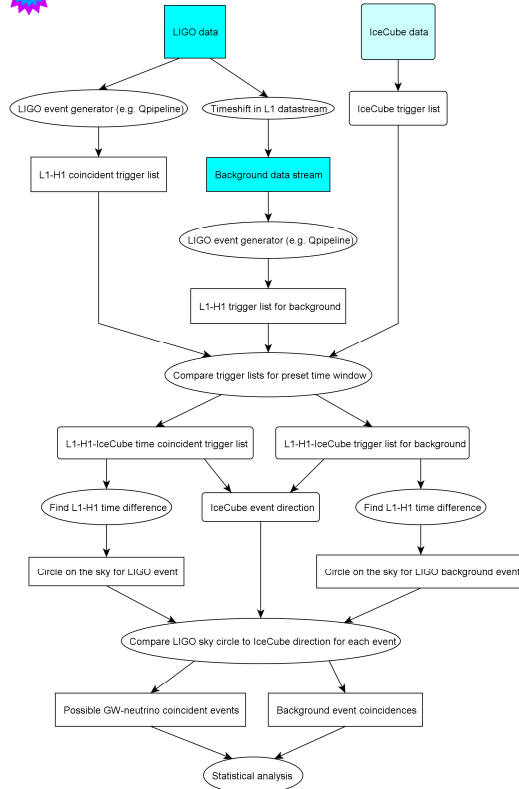 LIGO data
IceCube data
LIGO event generator (e.g. Qpipeline)
Timeshift in L1 datastream
IceCube trigger list
L1-H1 coincident trigger list
Background data stream
LIGO event generator (e.g. Qpipeline)
L1-H1 trigger list for background
Compare trigger lists for preset time window
L1-H1-IceCube time coincident trigger list
L1-H1-IceCube trigger list for background
Find L1-H1 time difference
IceCube event direction
Find L1-H1 time difference
Circle on the sky for LIGO event
Circle on the sky for LIGO background event
Compare LIGO sky circle to IceCube direction for each event
Possible GW-neutrino coincident events
Background event coincidences
Statistical analysis